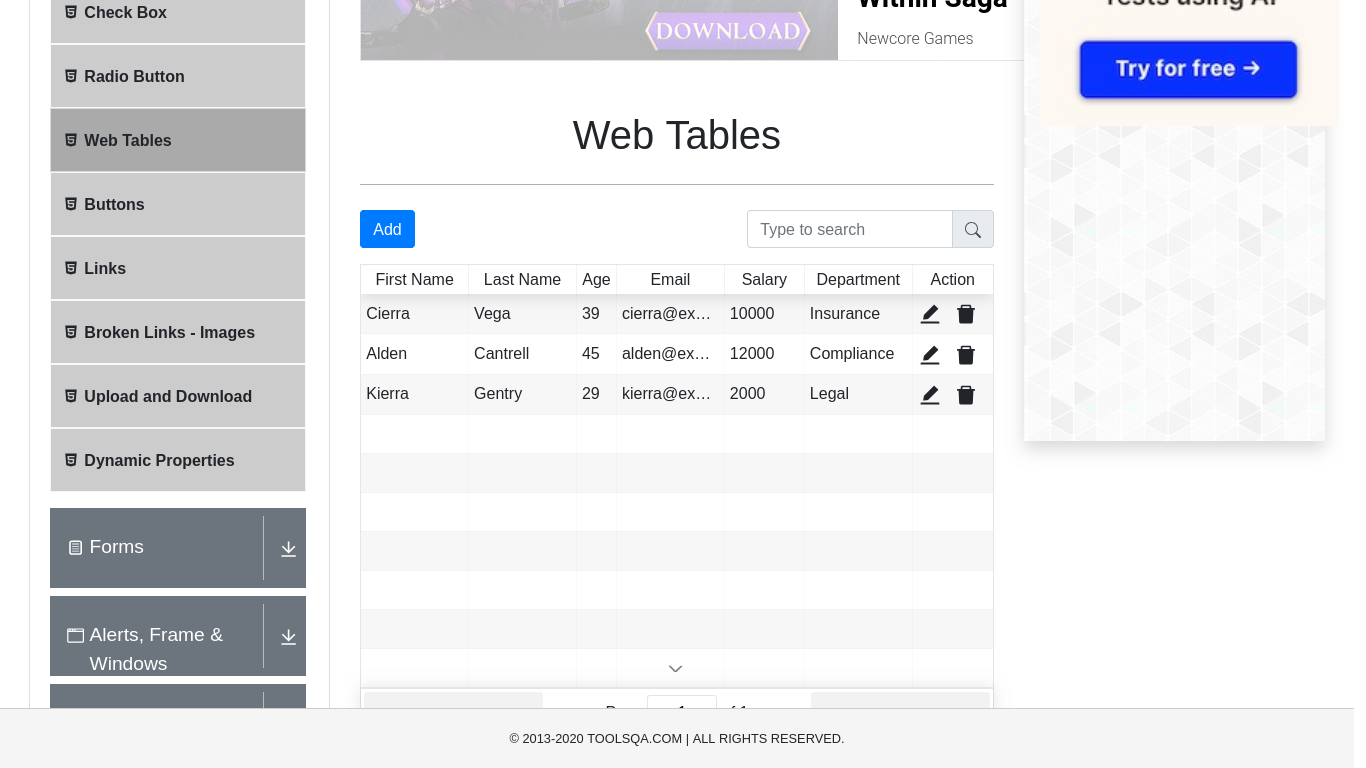 Check Box
Radio Button
Web Tables
Buttons
Links
Broken Links - Images
Upload and Download
Dynamic Properties
Forms
Alerts, Frame &
Windows
DOWNLOAD
Within Saga
Newcore Games
Tests using AI
Try for free →
Web Tables
Add
Type to search
First Name Last Name Age Email Salary Department Action
Cierra Vega 39 cierra@ex… 10000 Insurance
Alden Cantrell 45 alden@ex… 12000 Compliance
Kierra Gentry 29 kierra@ex… 2000 Legal
© 2013-2020 TOOLSQA.COM | ALL RIGHTS RESERVED.